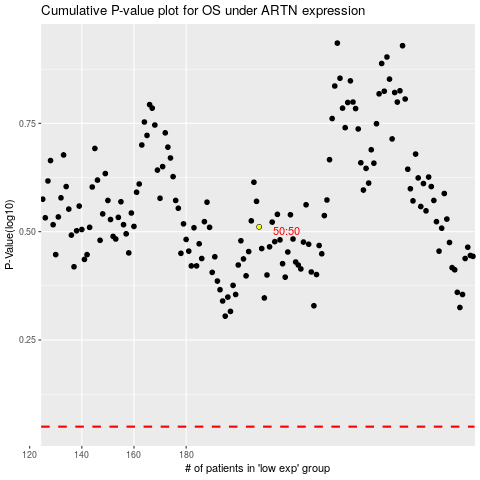 Cumulative P-value plot for OS under ARTN expression
P-Value(log10)
0.75
0.50
0.25
50:50
120 140 160 180
# of patients in 'low exp' group